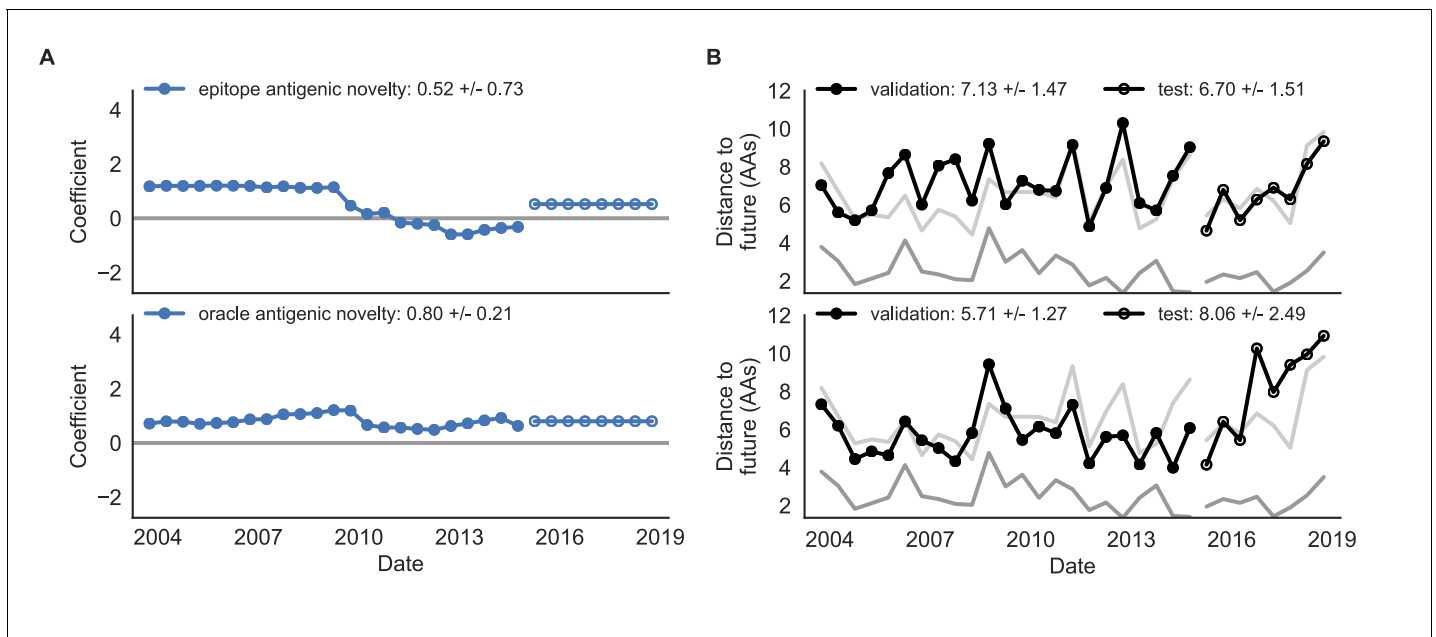 A
epitope antigenic novelty: 0.52 +/- 0.73
Coefficient
4
2
0
−2
oracle antigenic novelty: 0.80 +/- 0.21
Coefficient
4
2
0
−2
2004 2007 2010 2013 2016 2019
Date
B
validation: 7.13 +/- 1.47 test: 6.70 +/- 1.51
Distance to
future (AAs)
12
10
8
6
4
2
validation: 5.71 +/- 1.27 test: 8.06 +/- 2.49
Distance to
future (AAs)
12
10
8
6
4
2
2004 2007 2010 2013 2016 2019
Date